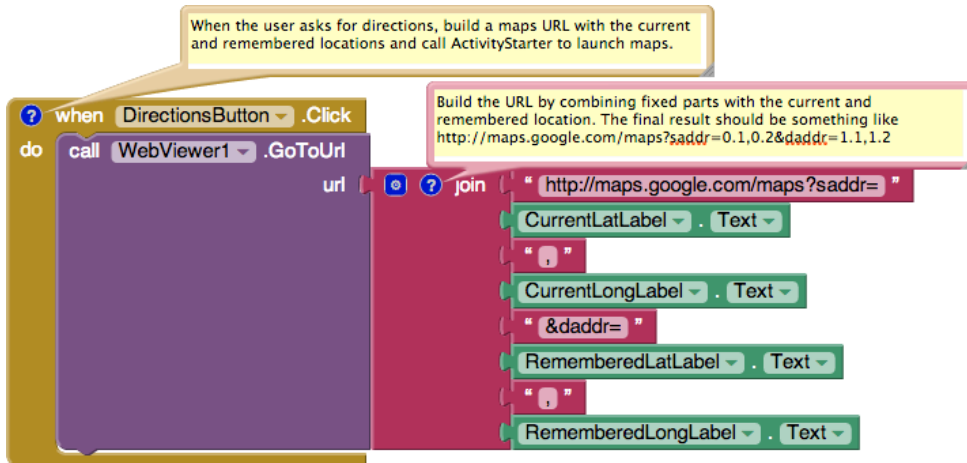 When the user asks for directions, build a maps URL with the current
and remembered locations and call ActivityStarter to launch maps.
Build the URL by combining fixed parts with the current and
remembered location. The final result should be something like
http://maps.google.com/maps?saddr=0.1,0.2&daddr=1.1,1.2
? when DirectionsButton .Click
do call WebViewer1 .GoToUrl
url ? join “ http://maps.google.com/maps?saddr= ”
CurrentLatLabel . Text
“ , ”
CurrentLongLabel . Text
“ &daddr= ”
RememberedLatLabel . Text
“ , ”
RememberedLongLabel . Text